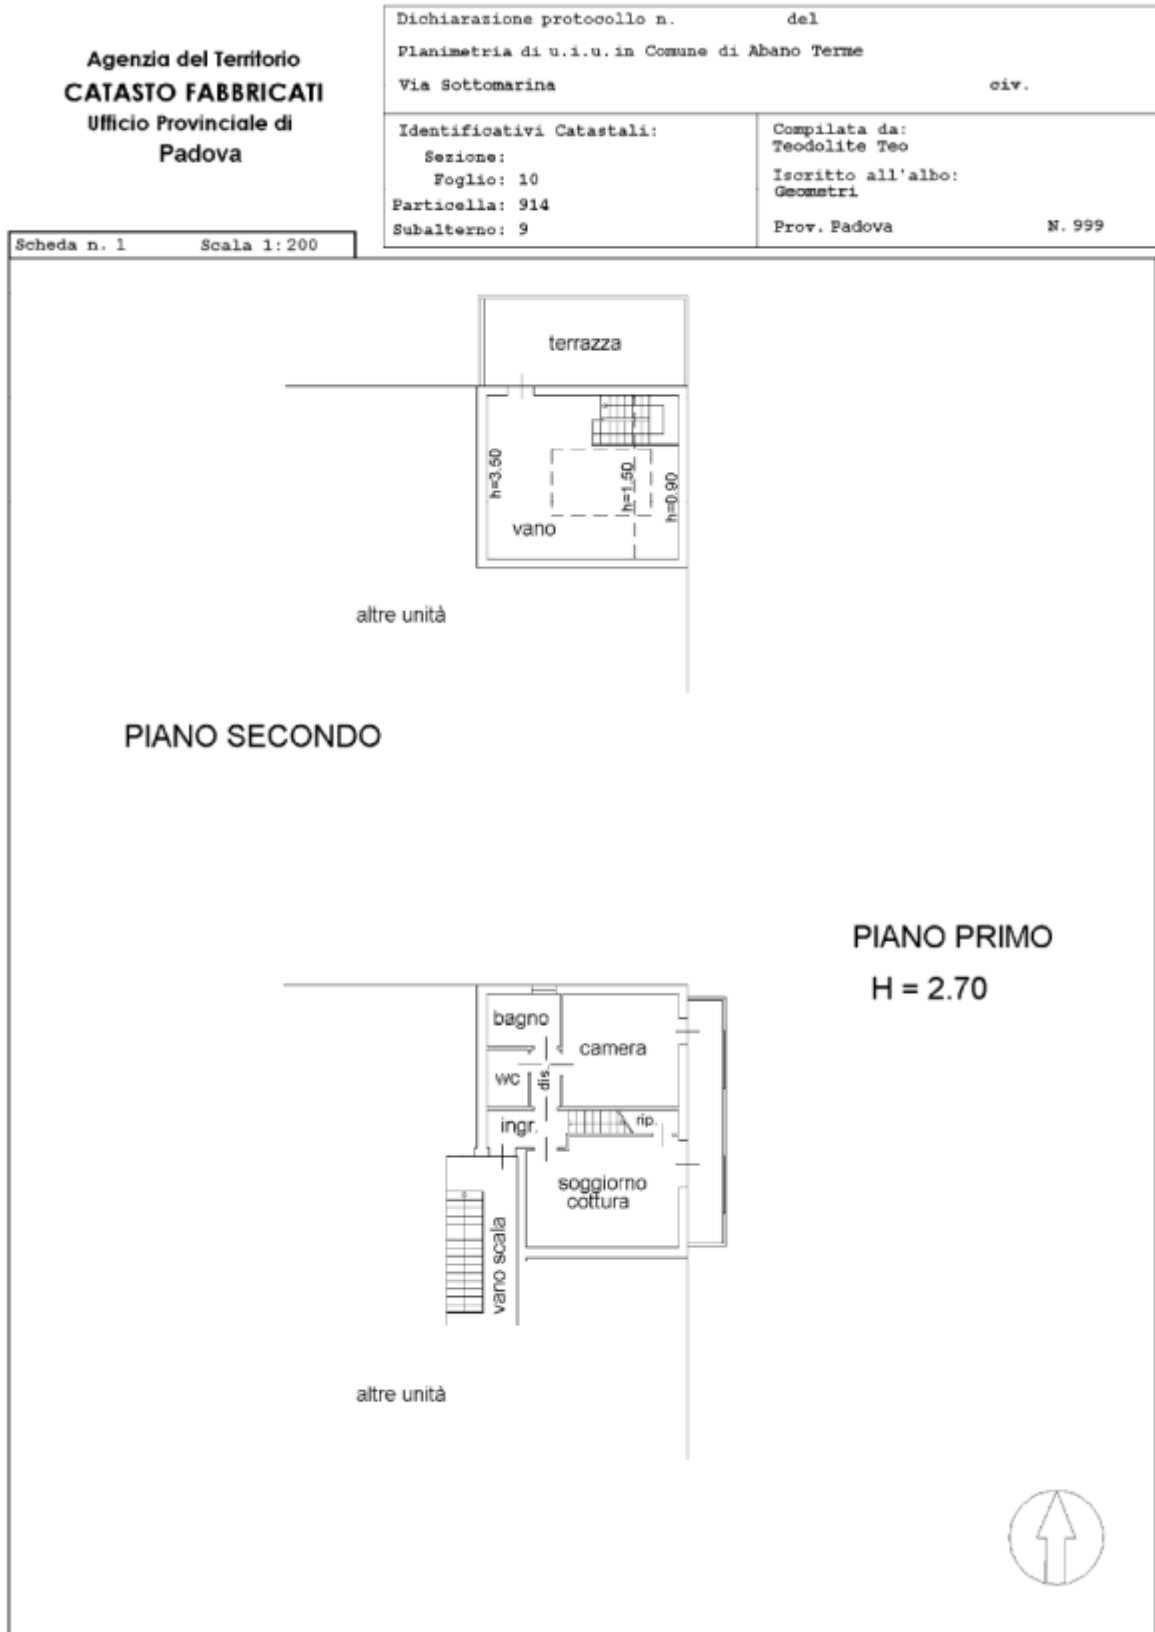 Agenzia del Territorio
CATASTO FABBRICATI
Ufficio Provinciale di
Padova
Dichiarazione protocollo n. del
Planimetria di u.i.u. in Comune di Abano Terme
Via Sottomarina civ.
Identificativi Catastali:
Sezione:
Foglio: 10
Particella: 914
Subalterno: 9
Compilata da:
Teodolite Teo
Iscritto all'albo:
Geometri
Prov. Padova N. 999
Scheda n. 1 Scala 1:200
terrazza
h=3.50
h=1.50
h=0.90
vano
altre unità
PIANO SECONDO
PIANO PRIMO
H = 2.70
bagno
camera
wc
dis.
ingr.
rip.
soggiorno
cottura
vano scala
altre unità